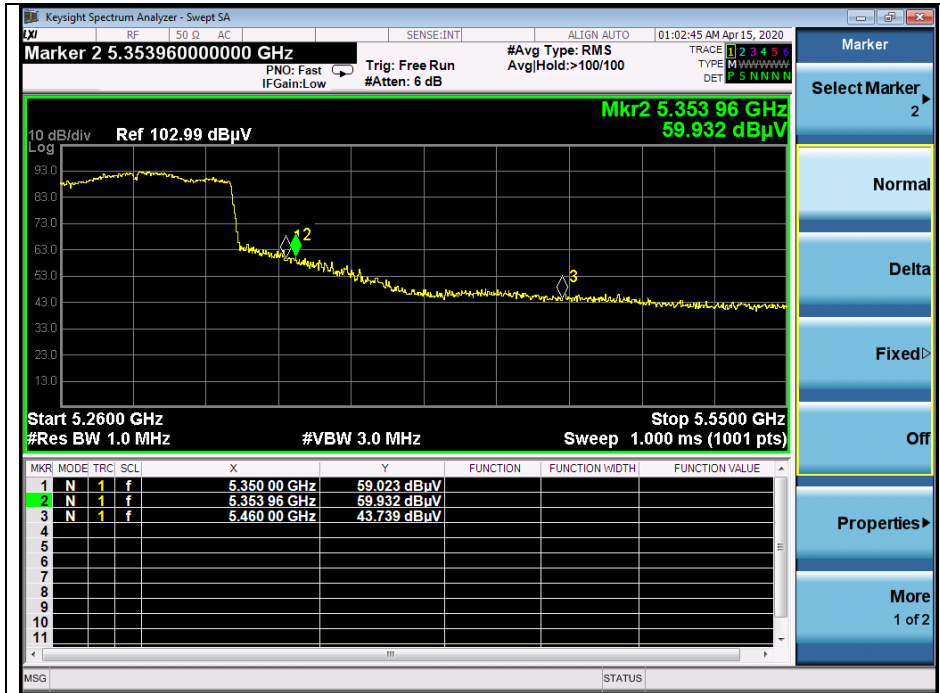 Keysight Spectrum Analyzer - Swept SA
LXI RF 50 Ω AC SENSE:INT ALIGN AUTO 01:02:45 AM Apr 15, 2020
Marker 2 5.353960000000 GHz
PNO: Fast
IFGain:Low
Trig: Free Run
#Atten: 6 dB
#Avg Type: RMS
Avg|Hold:>100/100
TRACE 1 2 3 4 5 6
TYPE M WWWWW
DET P S N N N N
Mkr2 5.353 96 GHz
59.932 dBµV
10 dB/div Ref 102.99 dBµV
Log
93.0
83.0
73.0
63.0
53.0
43.0
33.0
23.0
13.0
1 2
3
Start 5.2600 GHz Stop 5.5500 GHz
#Res BW 1.0 MHz #VBW 3.0 MHz Sweep 1.000 ms (1001 pts)
MKR MODE TRC SCL X Y FUNCTION FUNCTION WIDTH FUNCTION VALUE
1 N 1 f 5.350 00 GHz 59.023 dBµV
2 N 1 f 5.353 96 GHz 59.932 dBµV
3 N 1 f 5.460 00 GHz 43.739 dBµV
4
5
6
7
8
9
10
11
MSG STATUS
Marker
Select Marker
2
Normal
Delta
Fixed
Off
Properties
More
1 of 2